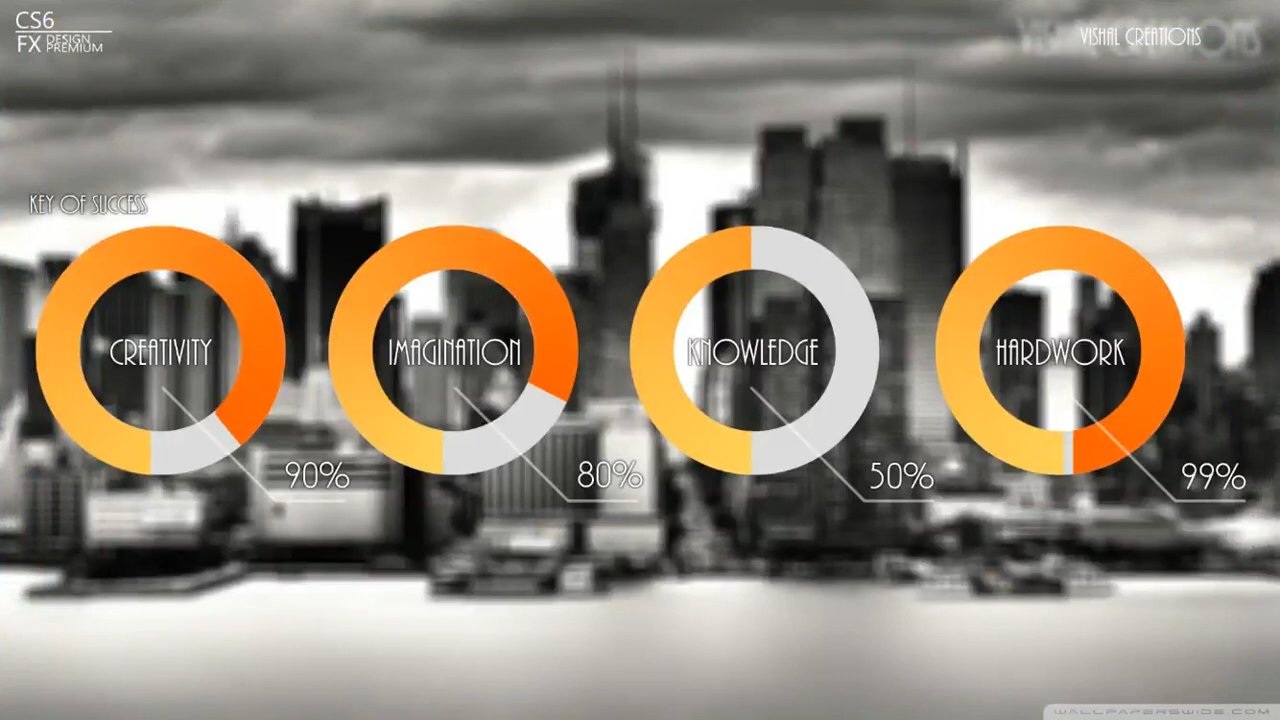 CS6
FX DESIGN
PREMIUM
VISHAL CREATIONS
KEY OF SUCCESS
CREATIVITY
IMAGINATION
KNOWLEDGE
HARDWORK
90%
80%
50%
99%
WALLPAPERSWIDE.COM